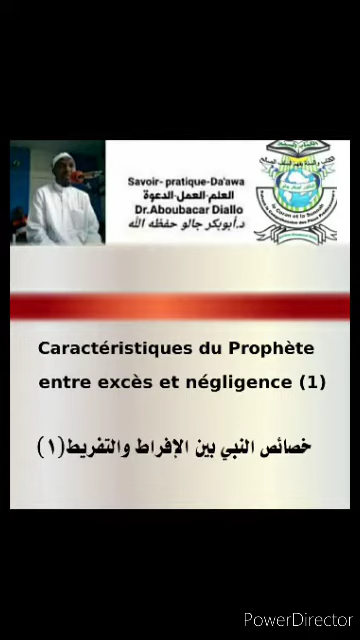 Savoir- pratique-Da'awa
العلم-العمل-الدعوة
Dr.Aboubacar Diallo
د.أبوبكر جالو حفظه الله
Caractéristiques du Prophète
entre excès et négligence (1)
خصائص النبي بين الإفراط والتفريط(١)
PowerDirector